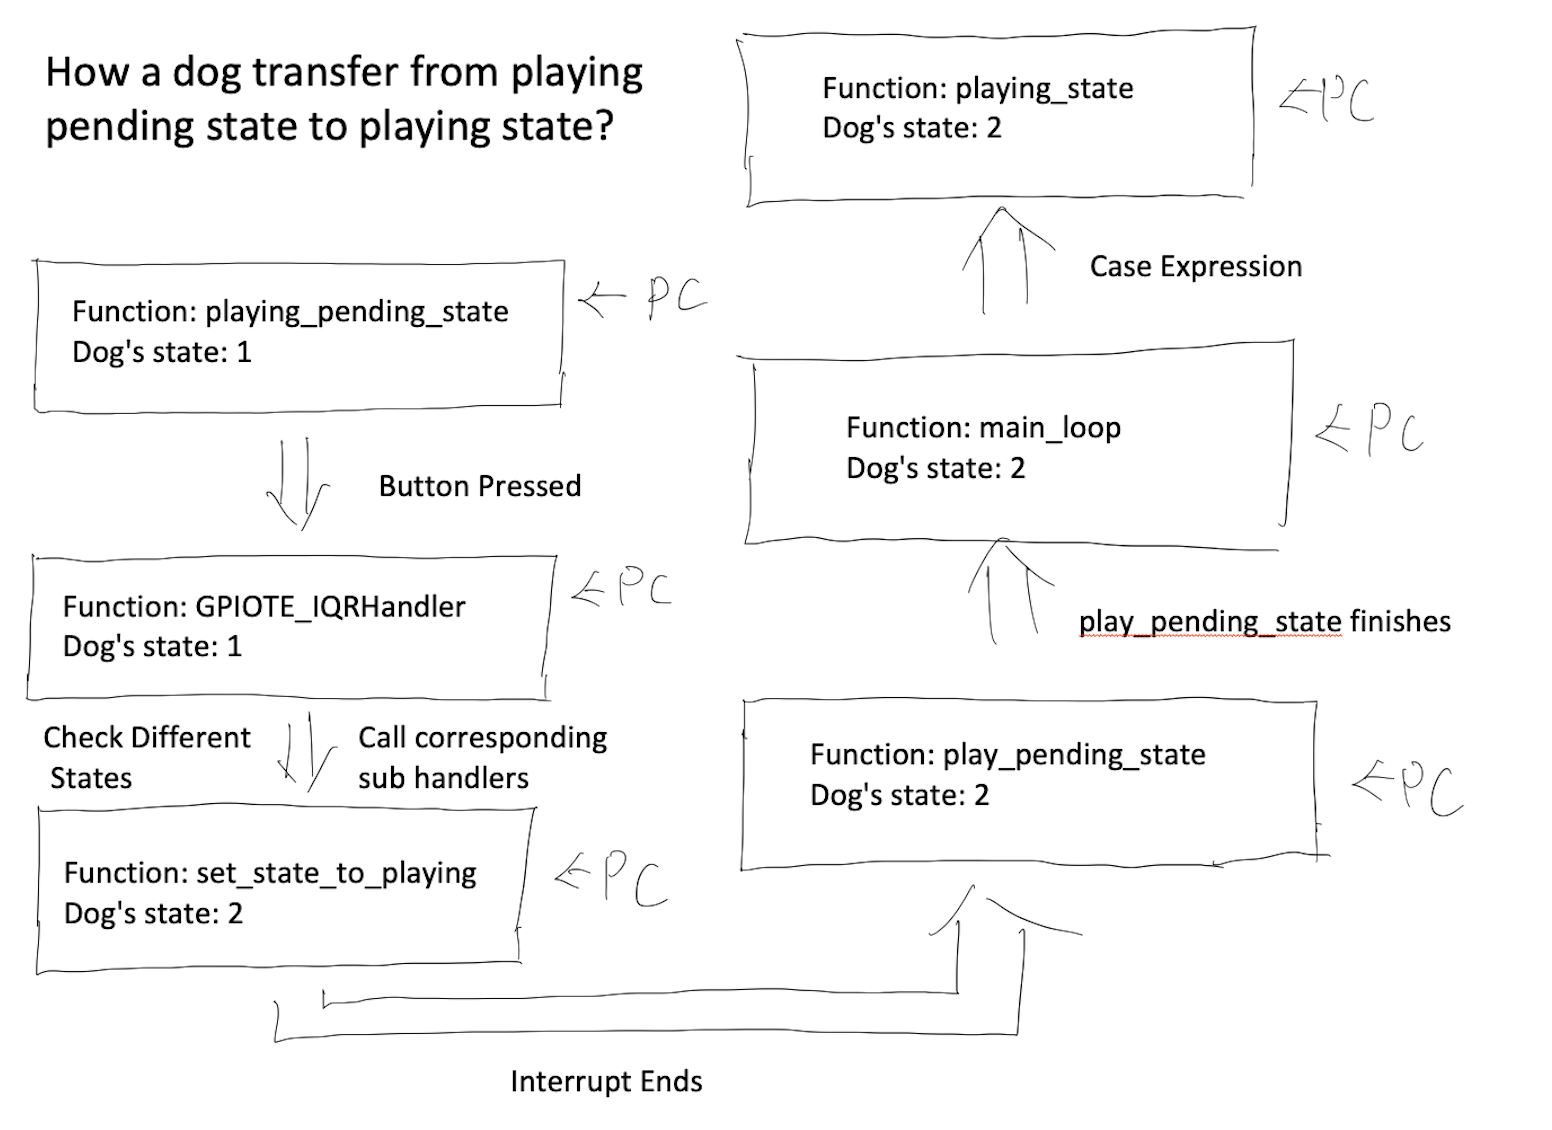 How a dog transfer from playing
pending state to playing state?
Function: playing_pending_state
Dog's state: 1
← PC
Button Pressed
Function: GPIOTE_IQRHandler
Dog's state: 1
← PC
Check Different
States
Call corresponding
sub handlers
Function: set_state_to_playing
Dog's state: 2
← PC
Interrupt Ends
Function: play_pending_state
Dog's state: 2
← PC
play_pending_state finishes
Function: main_loop
Dog's state: 2
← PC
Case Expression
Function: playing_state
Dog's state: 2
← PC